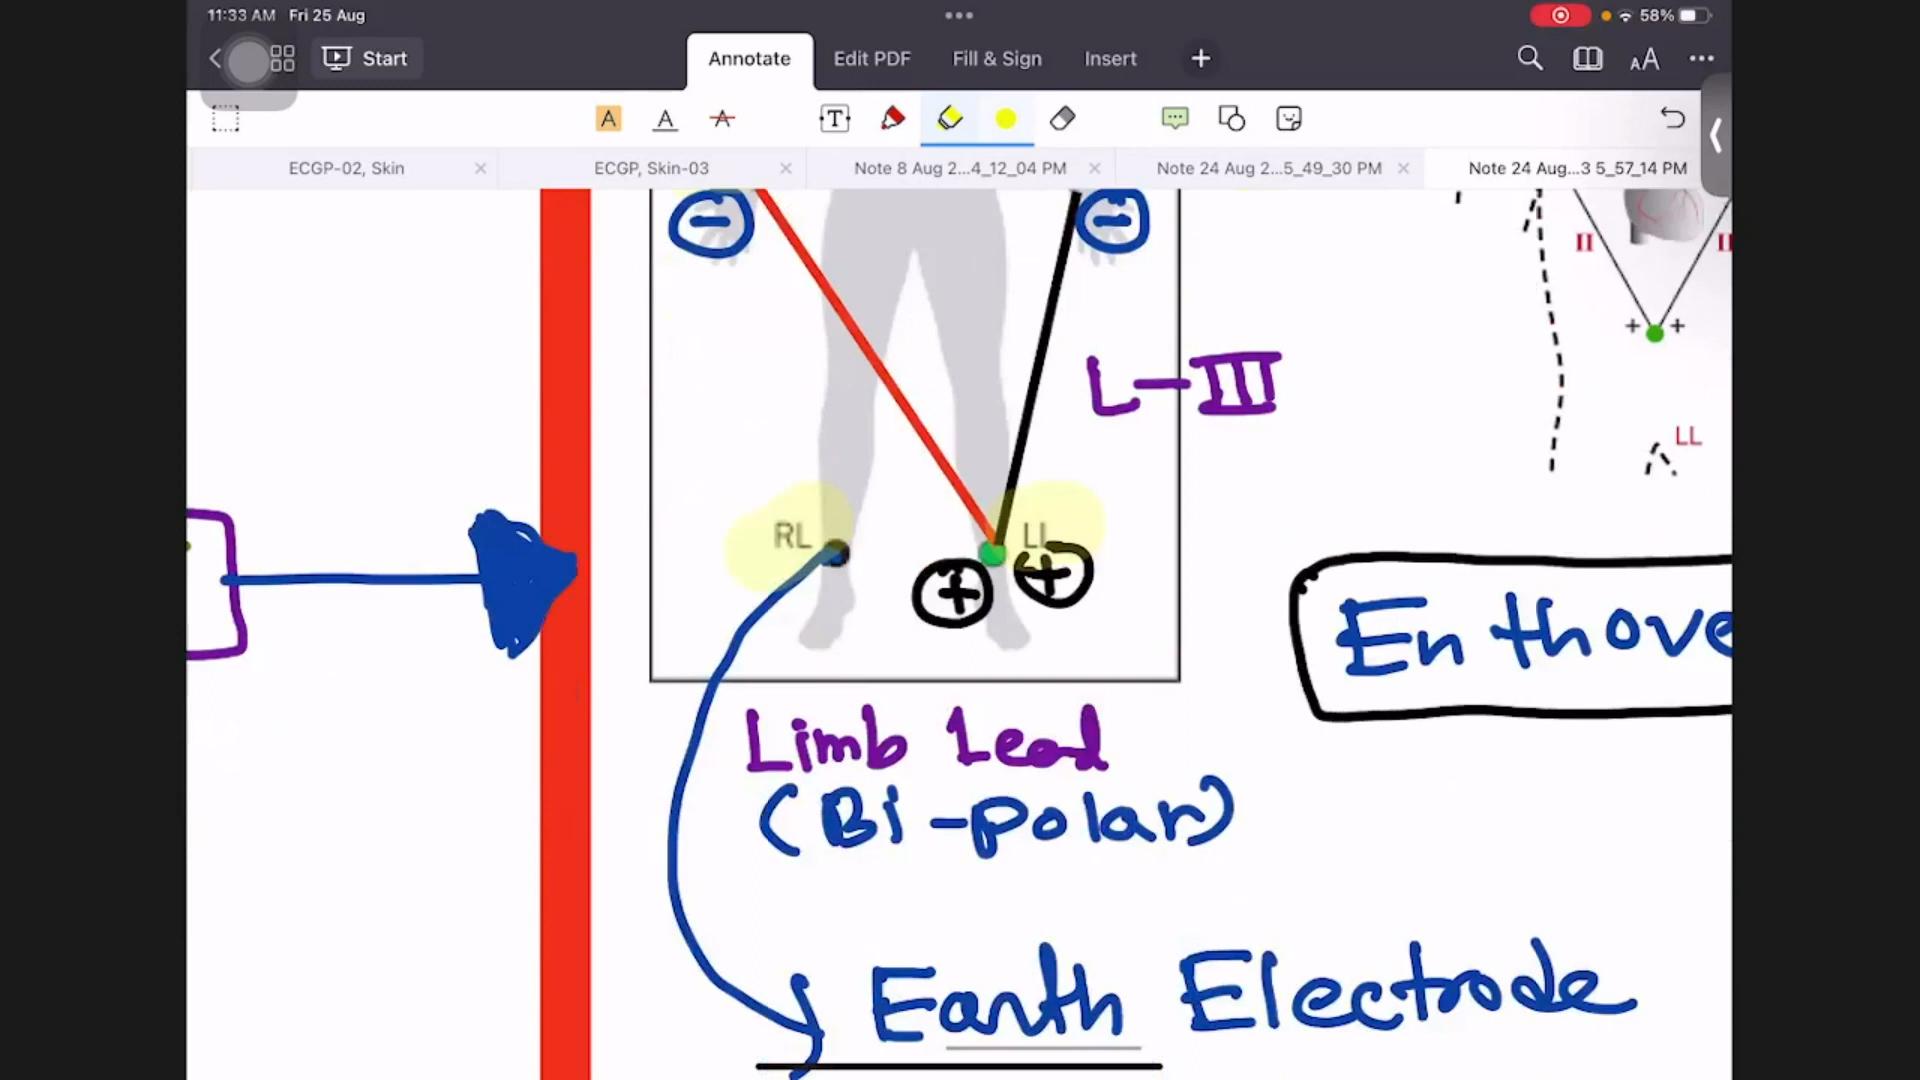 11:33 AM Fri 25 Aug
58%
Start
Annotate
Edit PDF
Fill & Sign
Insert
ECGP-02, Skin
ECGP, Skin-03
Note 8 Aug 2...4_12_04 PM
Note 24 Aug 2...5_49_30 PM
Note 24 Aug...3 5_57_14 PM
II
II
+ +
L-III
LL
RL
LL
+ +
Enthove
Limb Lead
(Bi-polar)
Earth Electrode